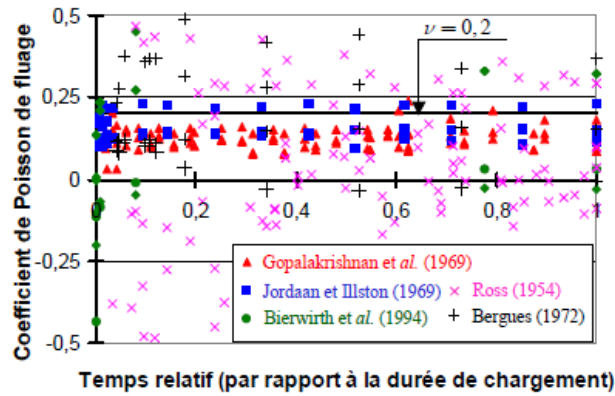 0,5
ν = 0,2
0,25
0
0 0,2 0,4 0,6 0,8 1
-0,25
-0,5
Coefficient de Poisson de fluage
Gopalakrishnan et al. (1969)
Jordaan et Illston (1969)
Ross (1954)
Bierwirth et al. (1994)
Bergues (1972)
Temps relatif (par rapport à la durée de chargement)